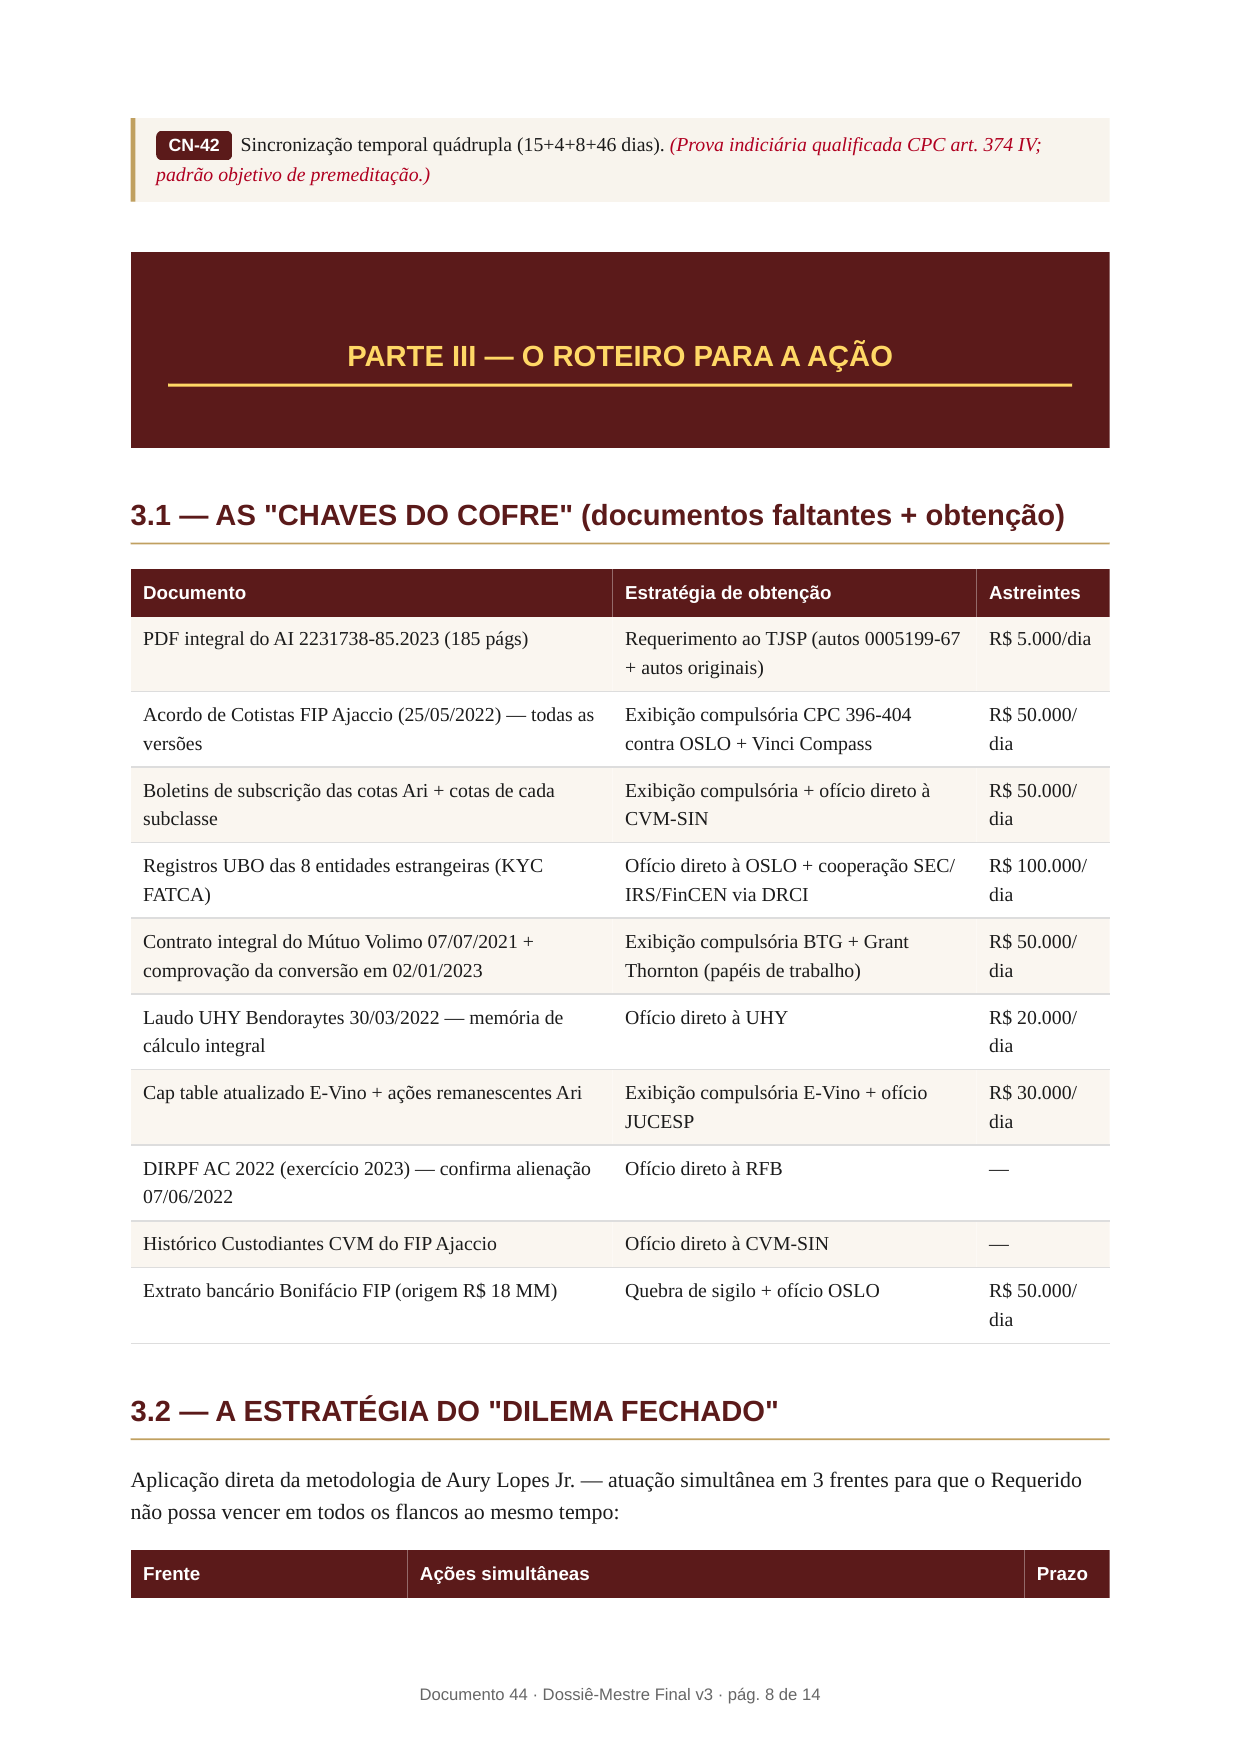 CN-42 Sincronização temporal quádrupla (15+4+8+46 dias). (Prova indiciária qualificada CPC art. 374 IV;
padrão objetivo de premeditação.)
PARTE III — O ROTEIRO PARA A AÇÃO
3.1 — AS "CHAVES DO COFRE" (documentos faltantes + obtenção)
Documento Estratégia de obtenção Astreintes
PDF integral do AI 2231738-85.2023 (185 págs) Requerimento ao TJSP (autos 0005199-67 R$ 5.000/dia
+ autos originais)
Acordo de Cotistas FIP Ajaccio (25/05/2022) — todas as Exibição compulsória CPC 396-404 R$ 50.000/
versões contra OSLO + Vinci Compass dia
Boletins de subscrição das cotas Ari + cotas de cada Exibição compulsória + ofício direto à R$ 50.000/
subclasse CVM-SIN dia
Registros UBO das 8 entidades estrangeiras (KYC Ofício direto à OSLO + cooperação SEC/ R$ 100.000/
FATCA) IRS/FinCEN via DRCI dia
Contrato integral do Mútuo Volimo 07/07/2021 + Exibição compulsória BTG + Grant R$ 50.000/
comprovação da conversão em 02/01/2023 Thornton (papéis de trabalho) dia
Laudo UHY Bendoraytes 30/03/2022 — memória de Ofício direto à UHY R$ 20.000/
cálculo integral dia
Cap table atualizado E-Vino + ações remanescentes Ari Exibição compulsória E-Vino + ofício R$ 30.000/
JUCESP dia
DIRPF AC 2022 (exercício 2023) — confirma alienação Ofício direto à RFB —
07/06/2022
Histórico Custodiantes CVM do FIP Ajaccio Ofício direto à CVM-SIN —
Extrato bancário Bonifácio FIP (origem R$ 18 MM) Quebra de sigilo + ofício OSLO R$ 50.000/
dia
3.2 — A ESTRATÉGIA DO "DILEMA FECHADO"
Aplicação direta da metodologia de Aury Lopes Jr. — atuação simultânea em 3 frentes para que o Requerido
não possa vencer em todos os flancos ao mesmo tempo:
Frente Ações simultâneas Prazo
Documento 44 · Dossiê-Mestre Final v3 · pág. 8 de 14